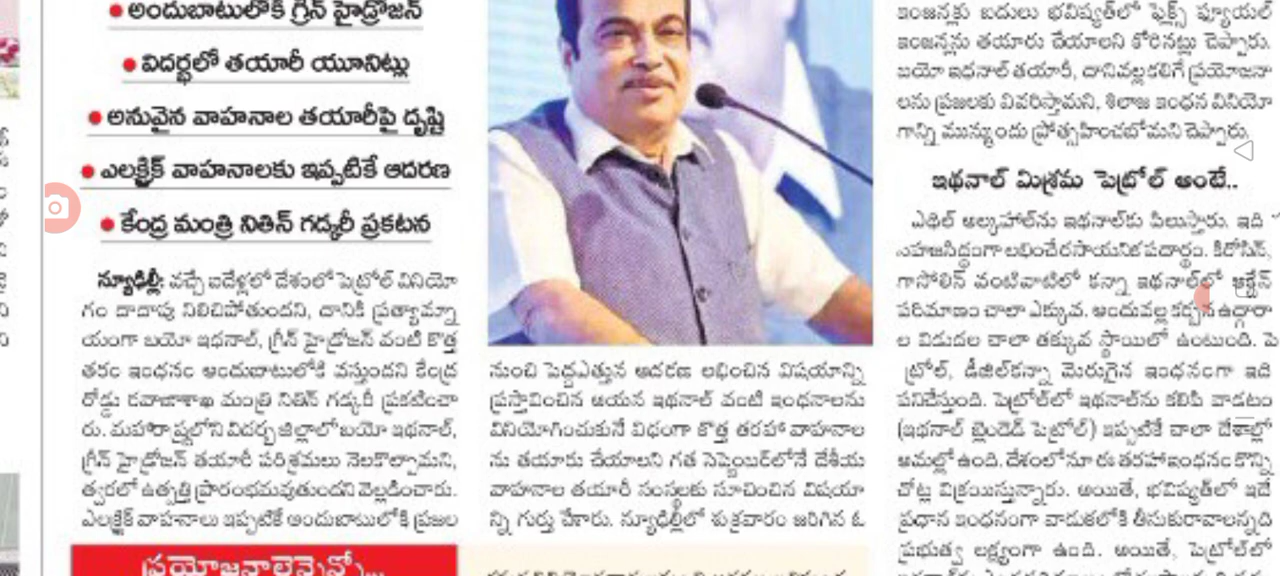 • అందుబాటులోకి గ్రీన్ హైడ్రోజన్
• విదర్భలో తయారీ యూనిట్లు
• అనువైన వాహనాల తయారీపై దృష్టి
• ఎలక్ట్రిక్ వాహనాలకు ఇప్పటికే ఆదరణ
• కేంద్ర మంత్రి నితిన్ గడ్కరీ ప్రకటన
న్యూఢిల్లీ: వచ్చే ఐదేళ్లలో దేశంలో పెట్రోల్ వినియో
గం దాదాపు నిలిచిపోతుందని, దానికి ప్రత్యామ్నా
యంగా బయో ఇథనాల్, గ్రీన్ హైడ్రోజన్ వంటి కొత్త
తరం ఇంధనం అందుబాటులోకి వస్తుందని కేంద్ర
రోడ్డు రవాణాశాఖ మంత్రి నితిన్ గడ్కరీ ప్రకటించా
రు. మహారాష్ట్రలోని విదర్భ జిల్లాలో బయో ఇథనాల్,
గ్రీన్ హైడ్రోజన్ తయారీ పరిశ్రమలు నెలకొల్పామని,
త్వరలో ఉత్పత్తి ప్రారంభమవుతుందని వెల్లడించారు.
ఎలక్ట్రిక్ వాహనాలు ఇప్పటికే అందుబాటులోకి ప్రజల
ప్రయోజనాలెన్నెన్నో...
నుంచి పెద్దఎత్తున ఆదరణ లభించిన విషయాన్ని
ప్రస్తావించిన ఆయన ఇథనాల్ వంటి ఇంధనాలను
వినియోగించుకునే విధంగా కొత్త తరహా వాహనాల
ను తయారు చేయాలని గత సెప్టెంబర్‌లోనే దేశీయ
వాహనాల తయారీ సంస్థలకు సూచించిన విషయా
న్ని గుర్తు చేశారు. న్యూఢిల్లీలో శుక్రవారం జరిగిన ఓ
ఇంజన్లకు బదులు భవిష్యత్‌లో ఫ్లెక్స్ ఫ్యూయల్
ఇంజన్లను తయారు చేయాలని కోరినట్లు చెప్పారు.
బయో ఇథనాల్ తయారీ, దానివల్ల కలిగే ప్రయోజనా
లను ప్రజలకు వివరిస్తామని, శిలాజ ఇంధన వినియో
గాన్ని మున్ముందు ప్రోత్సహించబోమని చెప్పారు.
ఇథనాల్ మిశ్రమ పెట్రోల్ అంటే..
ఎథిల్ ఆల్కహాల్‌ను ఇథనాల్‌కు పిలుస్తారు. ఇది
సహజసిద్ధంగా లభించే రసాయనిక పదార్థం. కిరోసిన్,
గాసోలిన్ వంటివాటిలో కన్నా ఇథనాల్‌లో ఆక్సీజన్
పరిమాణం చాలా ఎక్కువ. అందువల్ల కర్బన ఉద్గారా
ల విడుదల చాలా తక్కువ స్థాయిలో ఉంటుంది. పె
ట్రోల్, డీజిల్‌కన్నా మెరుగైన ఇంధనంగా ఇది
పనిచేస్తుంది. పెట్రోల్‌లో ఇథనాల్‌ను కలిపి వాడటం
(ఇథనాల్ బ్లెండెడ్ పెట్రోల్) ఇప్పటికే చాలా దేశాల్లో
అమల్లో ఉంది. దేశంలోనూ ఈ తరహా ఇంధనం కొన్ని
చోట్ల విక్రయిస్తున్నారు. అయితే, భవిష్యత్‌లో ఇదే
ప్రధాన ఇంధనంగా వాడుకలోకి తీసుకురావాలన్నది
ప్రభుత్వ లక్ష్యంగా ఉంది. అయితే, పెట్రోల్‌లో